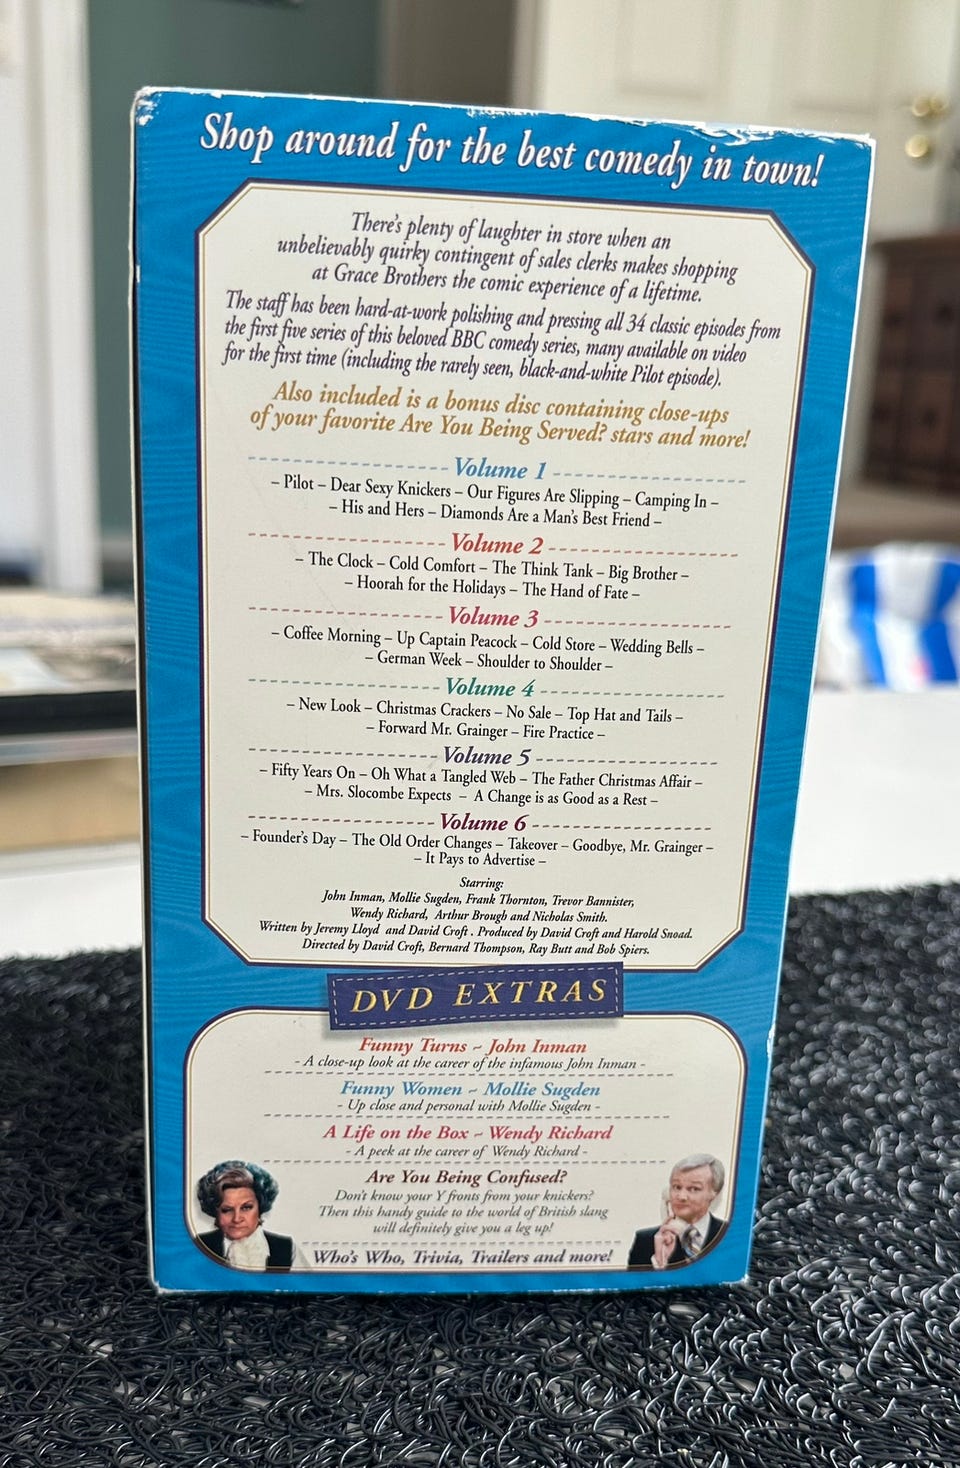 Shop around for the best comedy in town!
There's plenty of laughter in store when an
unbelievably quirky contingent of sales clerks makes shopping
at Grace Brothers the comic experience of a lifetime.
The staff has been hard-at-work polishing and pressing all 34 classic episodes from
the first five series of this beloved BBC comedy series, many available on video
for the first time (including the rarely seen, black-and-white Pilot episode).
Also included is a bonus disc containing close-ups
of your favorite Are You Being Served? stars and more!
Volume 1
– Pilot – Dear Sexy Knickers – Our Figures Are Slipping – Camping In –
– His and Hers – Diamonds Are a Man's Best Friend –
Volume 2
– The Clock – Cold Comfort – The Think Tank – Big Brother –
– Hoorah for the Holidays – The Hand of Fate –
Volume 3
– Coffee Morning – Up Captain Peacock – Cold Store – Wedding Bells –
– German Week – Shoulder to Shoulder –
Volume 4
– New Look – Christmas Crackers – No Sale – Top Hat and Tails –
– Forward Mr. Grainger – Fire Practice –
Volume 5
– Fifty Years On – Oh What a Tangled Web – The Father Christmas Affair –
– Mrs. Slocombe Expects – A Change is as Good as a Rest –
Volume 6
– Founder's Day – The Old Order Changes – Takeover – Goodbye, Mr. Grainger –
– It Pays to Advertise –
Starring:
John Inman, Mollie Sugden, Frank Thornton, Trevor Bannister,
Wendy Richard, Arthur Brough and Nicholas Smith.
Written by Jeremy Lloyd and David Croft . Produced by David Croft and Harold Snoad.
Directed by David Croft, Bernard Thompson, Ray Butt and Bob Spiers.
DVD EXTRAS
Funny Turns ~ John Inman
- A close-up look at the career of the infamous John Inman -
Funny Women ~ Mollie Sugden
- Up close and personal with Mollie Sugden -
A Life on the Box ~ Wendy Richard
- A peek at the career of Wendy Richard -
Are You Being Confused?
Don't know your Y fronts from your knickers?
Then this handy guide to the world of British slang
will definitely give you a leg up!
Who's Who, Trivia, Trailers and more!